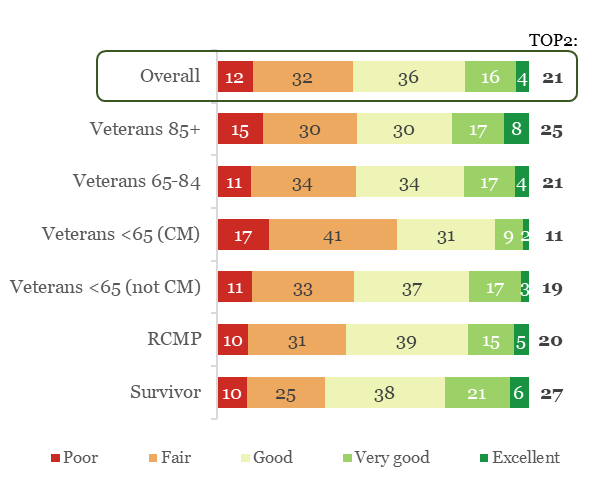 TOP2:
Overall 12 32 36 16 4 21
Veterans 85+ 15 30 30 17 8 25
Veterans 65-84 11 34 34 17 4 21
Veterans <65 (CM) 17 41 31 9 2 11
Veterans <65 (not CM) 11 33 37 17 3 19
RCMP 10 31 39 15 5 20
Survivor 10 25 38 21 6 27
Poor Fair Good Very good Excellent